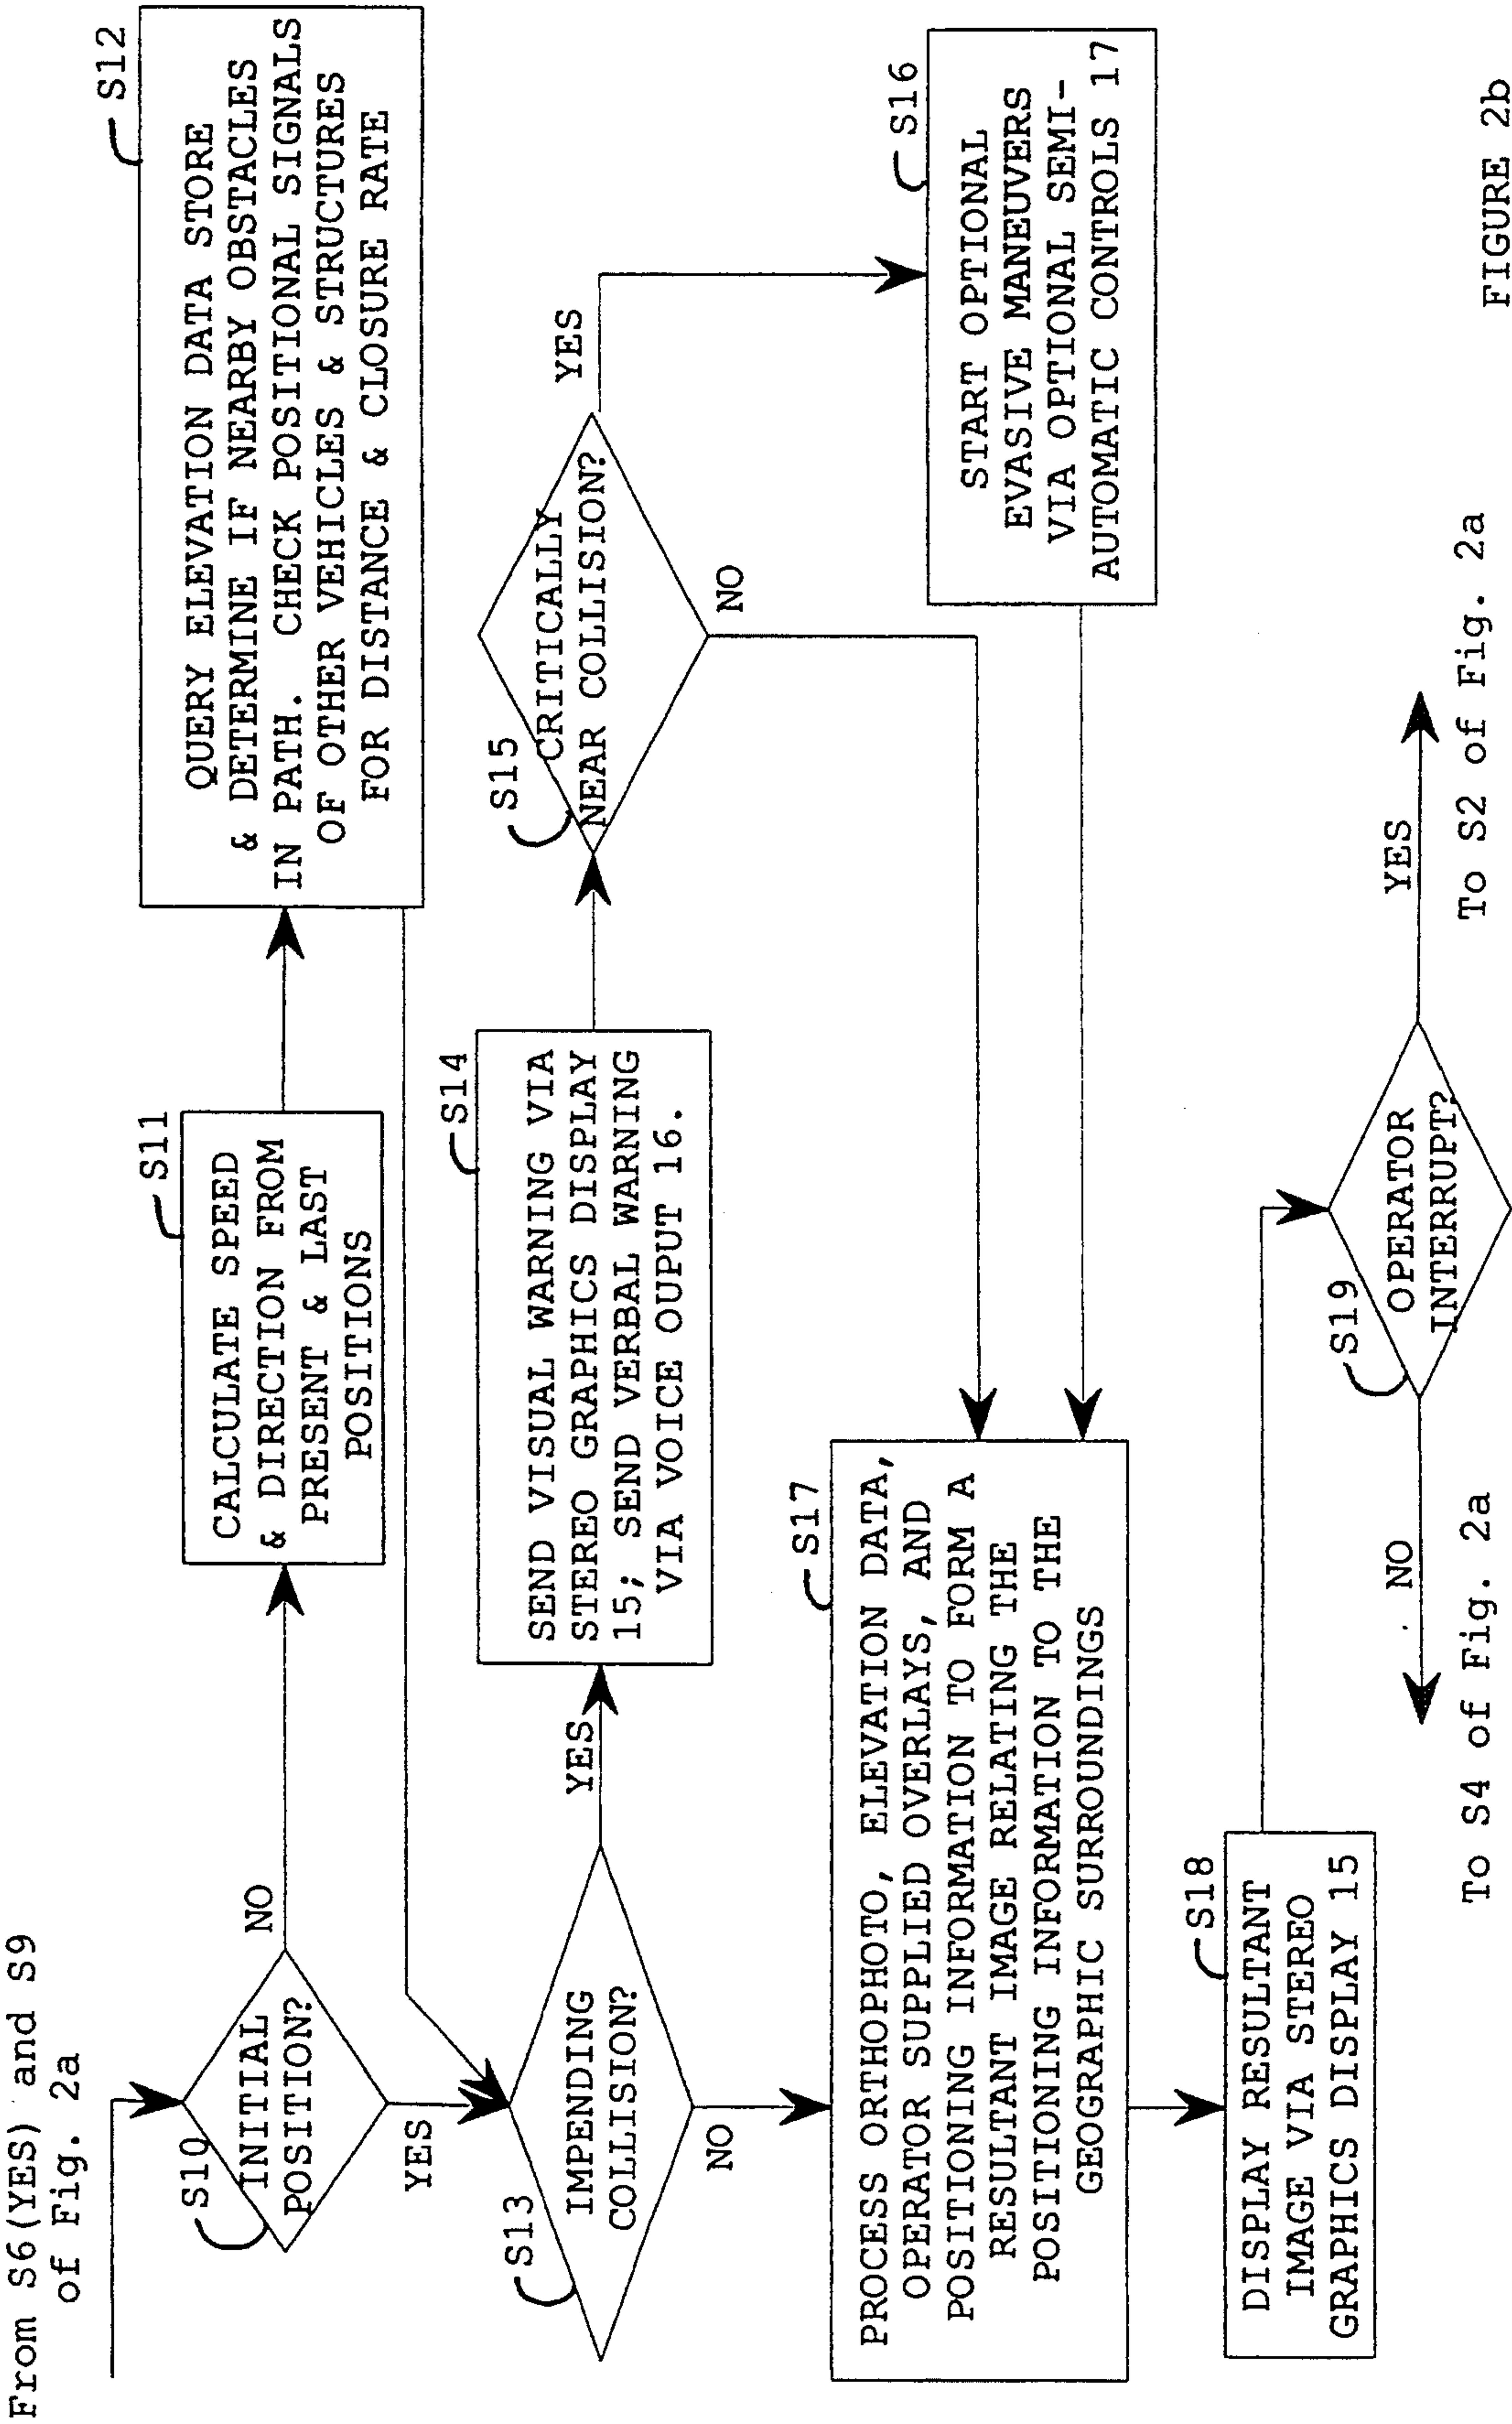 From S6(YES) and S9
of Fig. 2a
S10
INITIAL
POSITION?
NO
YES
S11
CALCULATE SPEED
& DIRECTION FROM
PRESENT & LAST
POSITIONS
S12
QUERY ELEVATION DATA STORE
& DETERMINE IF NEARBY OBSTACLES
IN PATH. CHECK POSITIONAL SIGNALS
OF OTHER VEHICLES & STRUCTURES
FOR DISTANCE & CLOSURE RATE
S13
IMPENDING
COLLISION?
YES
NO
S14
SEND VISUAL WARNING VIA
STEREO GRAPHICS DISPLAY
15; SEND VERBAL WARNING
VIA VOICE OUPUT 16.
S15
CRITICALLY
NEAR COLLISION?
YES
NO
S16
START OPTIONAL
EVASIVE MANEUVERS
VIA OPTIONAL SEMI-
AUTOMATIC CONTROLS 17
S17
PROCESS ORTHOPHOTO, ELEVATION DATA,
OPERATOR SUPPLIED OVERLAYS, AND
POSITIONING INFORMATION TO FORM A
RESULTANT IMAGE RELATING THE
POSITIONING INFORMATION TO THE
GEOGRAPHIC SURROUNDINGS
S18
DISPLAY RESULTANT
IMAGE VIA STEREO
GRAPHICS DISPLAY 15
S19
OPERATOR
INTERRUPT?
NO
YES
To S4 of Fig. 2a
To S2 of Fig. 2a
FIGURE 2b